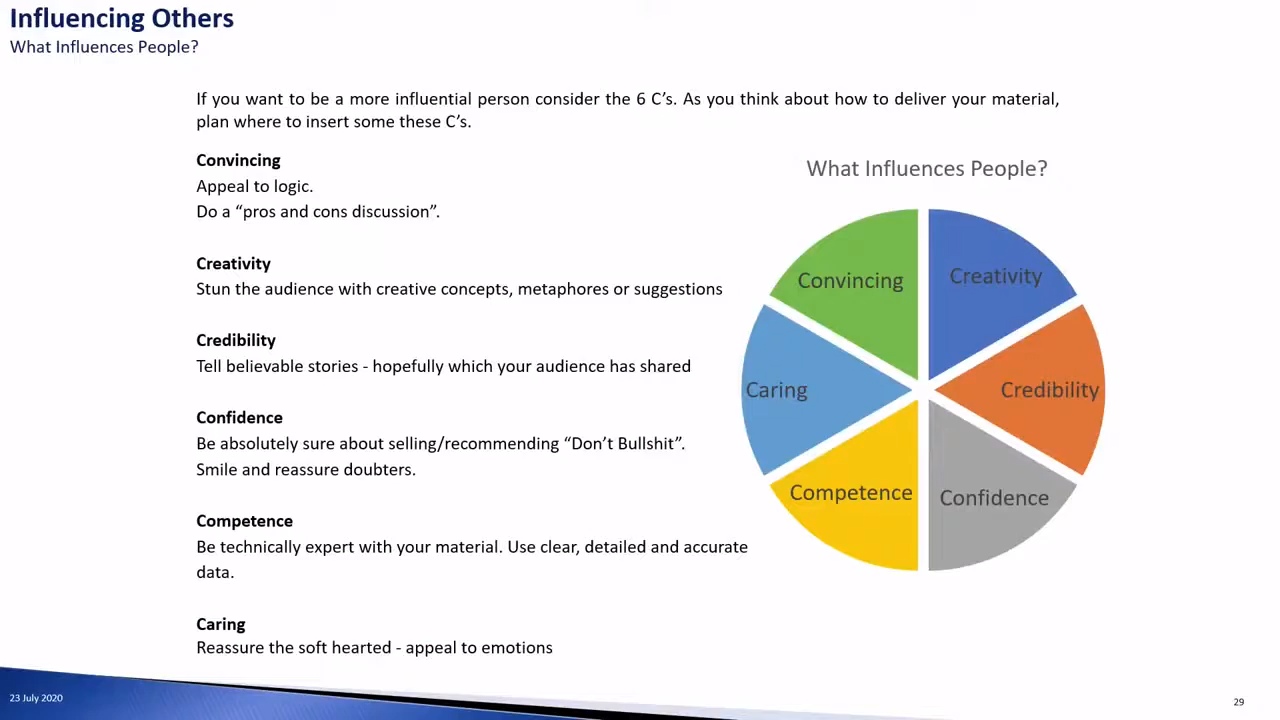 Influencing Others
What Influences People?
If you want to be a more influential person consider the 6 C’s. As you think about how to deliver your material,
plan where to insert some these C’s.
Convincing
Appeal to logic.
Do a “pros and cons discussion”.
Creativity
Stun the audience with creative concepts, metaphores or suggestions
Credibility
Tell believable stories - hopefully which your audience has shared
Confidence
Be absolutely sure about selling/recommending “Don’t Bullshit”.
Smile and reassure doubters.
Competence
Be technically expert with your material. Use clear, detailed and accurate
data.
Caring
Reassure the soft hearted - appeal to emotions
What Influences People?
Convincing
Creativity
Caring
Credibility
Competence
Confidence
23 July 2020
29